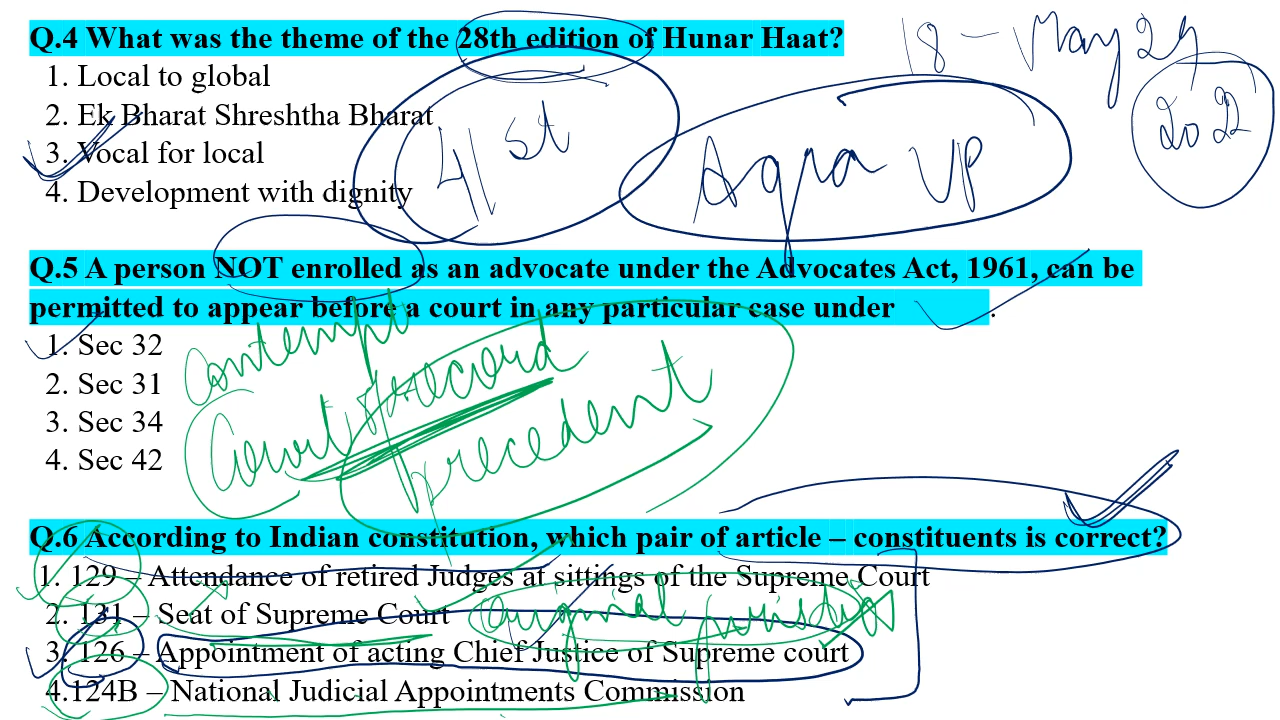 Q.4 What was the theme of the 28th edition of Hunar Haat?
18 - May 29
2022
1. Local to global
2. Ek Bharat Shreshtha Bharat
3. Vocal for local
4. Development with dignity
41st
Agra UP
Q.5 A person NOT enrolled as an advocate under the Advocates Act, 1961, can be
permitted to appear before a court in any particular case under .
1. Sec 32
2. Sec 31
3. Sec 34
4. Sec 42
contempt
Court of record
precedent
Q.6 According to Indian constitution, which pair of article – constituents is correct?
1. 129 – Attendance of retired Judges at sittings of the Supreme Court
2. 131 – Seat of Supreme Court
original jurisdiction
3. 126 – Appointment of acting Chief Justice of Supreme court
4.124B – National Judicial Appointments Commission